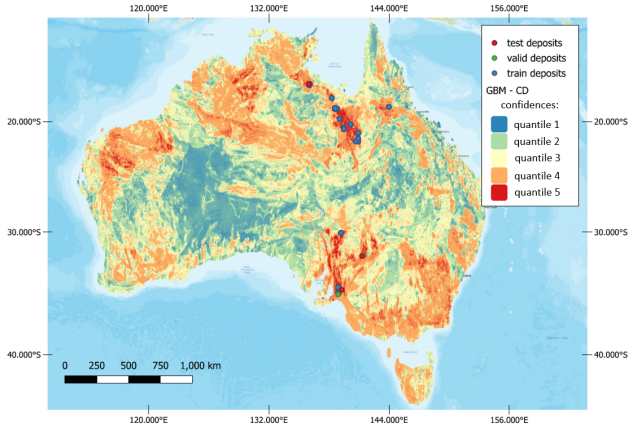 120.000°E 132.000°E 144.000°E 156.000°E
test deposits
valid deposits
train deposits
GBM - CD
confidences:
quantile 1
quantile 2
quantile 3
quantile 4
quantile 5
20.000°S 20.000°S
30.000°S 30.000°S
40.000°S 40.000°S
0 250 500 750 1,000 km
120.000°E 132.000°E 144.000°E 156.000°E